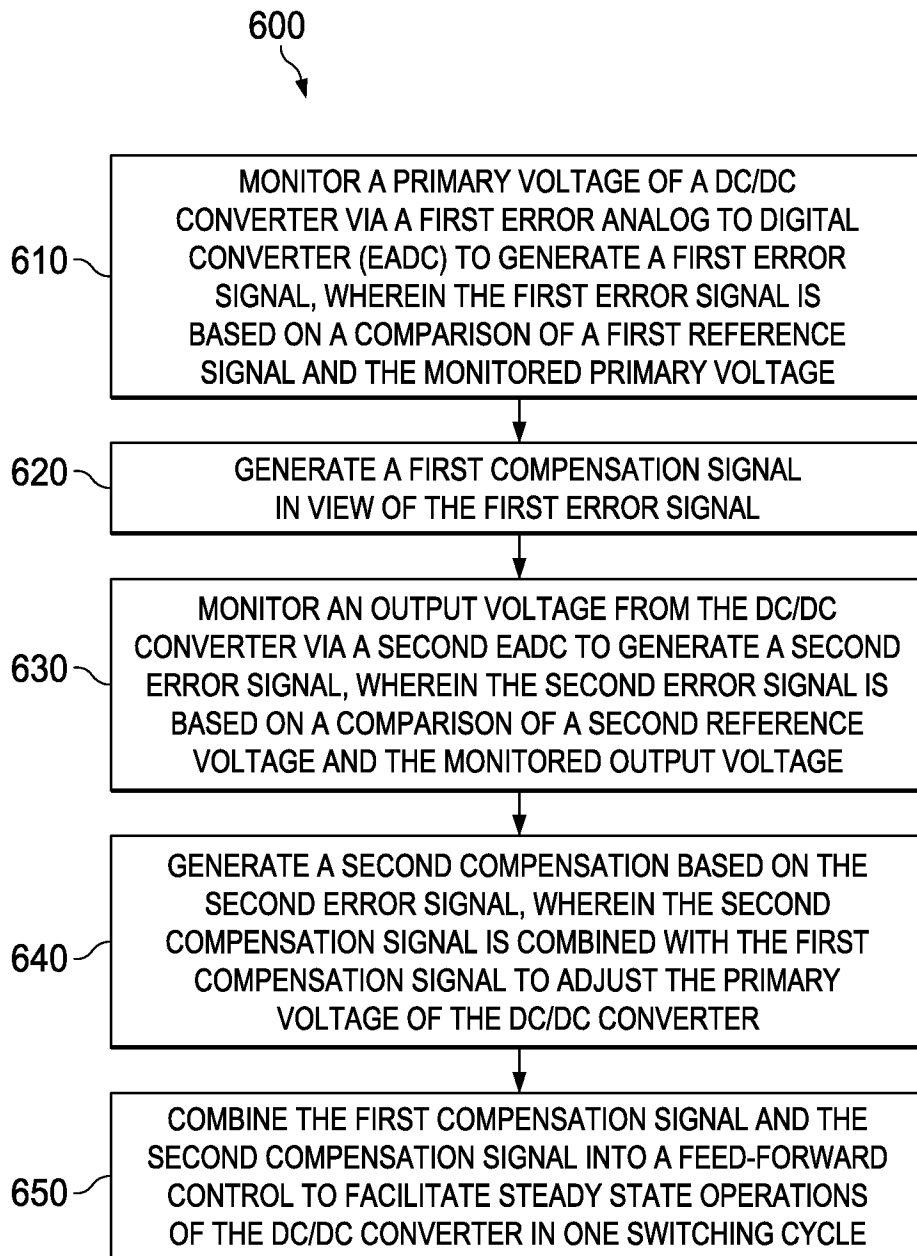 600
MONITOR A PRIMARY VOLTAGE OF A DC/DC
CONVERTER VIA A FIRST ERROR ANALOG TO DIGITAL
CONVERTER (EADC) TO GENERATE A FIRST ERROR
SIGNAL, WHEREIN THE FIRST ERROR SIGNAL IS
BASED ON A COMPARISON OF A FIRST REFERENCE
SIGNAL AND THE MONITORED PRIMARY VOLTAGE
610
GENERATE A FIRST COMPENSATION SIGNAL
IN VIEW OF THE FIRST ERROR SIGNAL
620
MONITOR AN OUTPUT VOLTAGE FROM THE DC/DC
CONVERTER VIA A SECOND EADC TO GENERATE A SECOND
ERROR SIGNAL, WHEREIN THE SECOND ERROR SIGNAL IS
BASED ON A COMPARISON OF A SECOND REFERENCE
VOLTAGE AND THE MONITORED OUTPUT VOLTAGE
630
GENERATE A SECOND COMPENSATION BASED ON THE
SECOND ERROR SIGNAL, WHEREIN THE SECOND
COMPENSATION SIGNAL IS COMBINED WITH THE FIRST
COMPENSATION SIGNAL TO ADJUST THE PRIMARY
VOLTAGE OF THE DC/DC CONVERTER
640
COMBINE THE FIRST COMPENSATION SIGNAL AND THE
SECOND COMPENSATION SIGNAL INTO A FEED-FORWARD
CONTROL TO FACILITATE STEADY STATE OPERATIONS
OF THE DC/DC CONVERTER IN ONE SWITCHING CYCLE
650